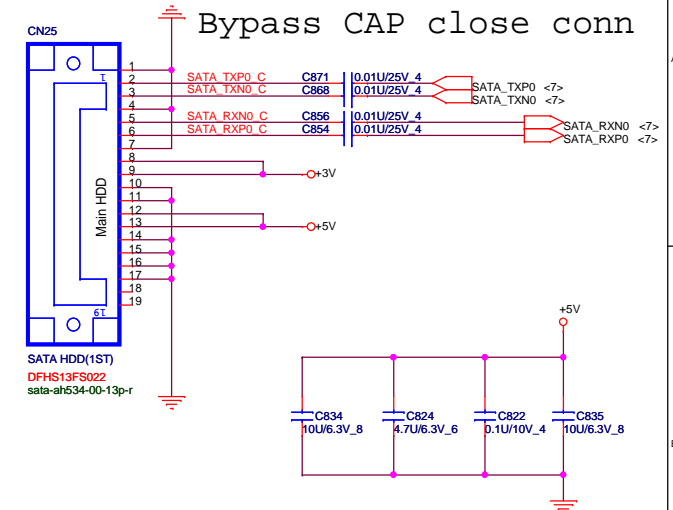 Bypass CAP close conn
CN25
1
1
2
SATA_TXP0_C
C871
0.01U/25V_4
SATA_TXP0 <7>
3
SATA_TXN0_C
C868
0.01U/25V_4
SATA_TXN0 <7>
4
5
SATA_RXN0_C
C856
0.01U/25V_4
SATA_RXN0 <7>
6
SATA_RXP0_C
C854
0.01U/25V_4
SATA_RXP0 <7>
7
8
9
+3V
10
11
12
13
+5V
14
15
16
17
18
19
19
Main HDD
SATA HDD(1ST)
DFHS13FS022
sata-ah534-00-13p-r
+5V
C834
10U/6.3V_8
C824
4.7U/6.3V_6
C822
0.1U/10V_4
C835
10U/6.3V_8